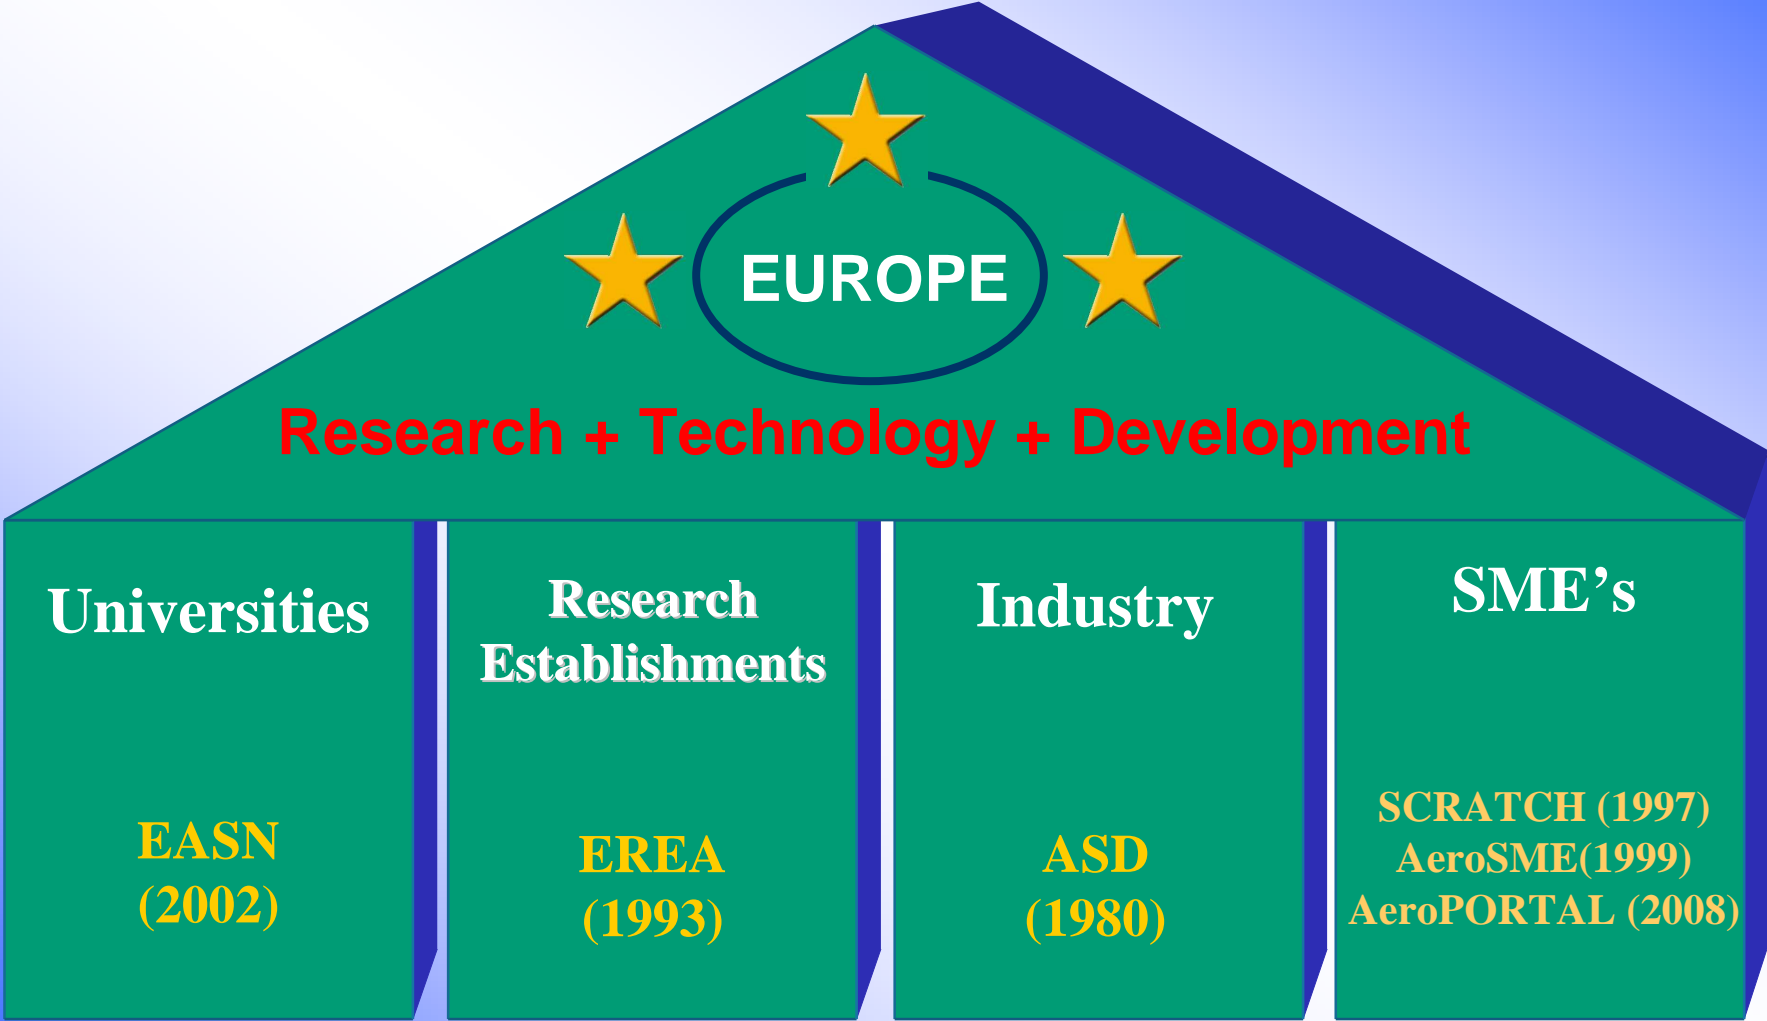 EUROPE
Research + Technology + Development
Universities
EASN
(2002)
Research
Establishments
EREA
(1993)
Industry
ASD
(1980)
SME’s
SCRATCH (1997)
AeroSME(1999)
AeroPORTAL (2008)